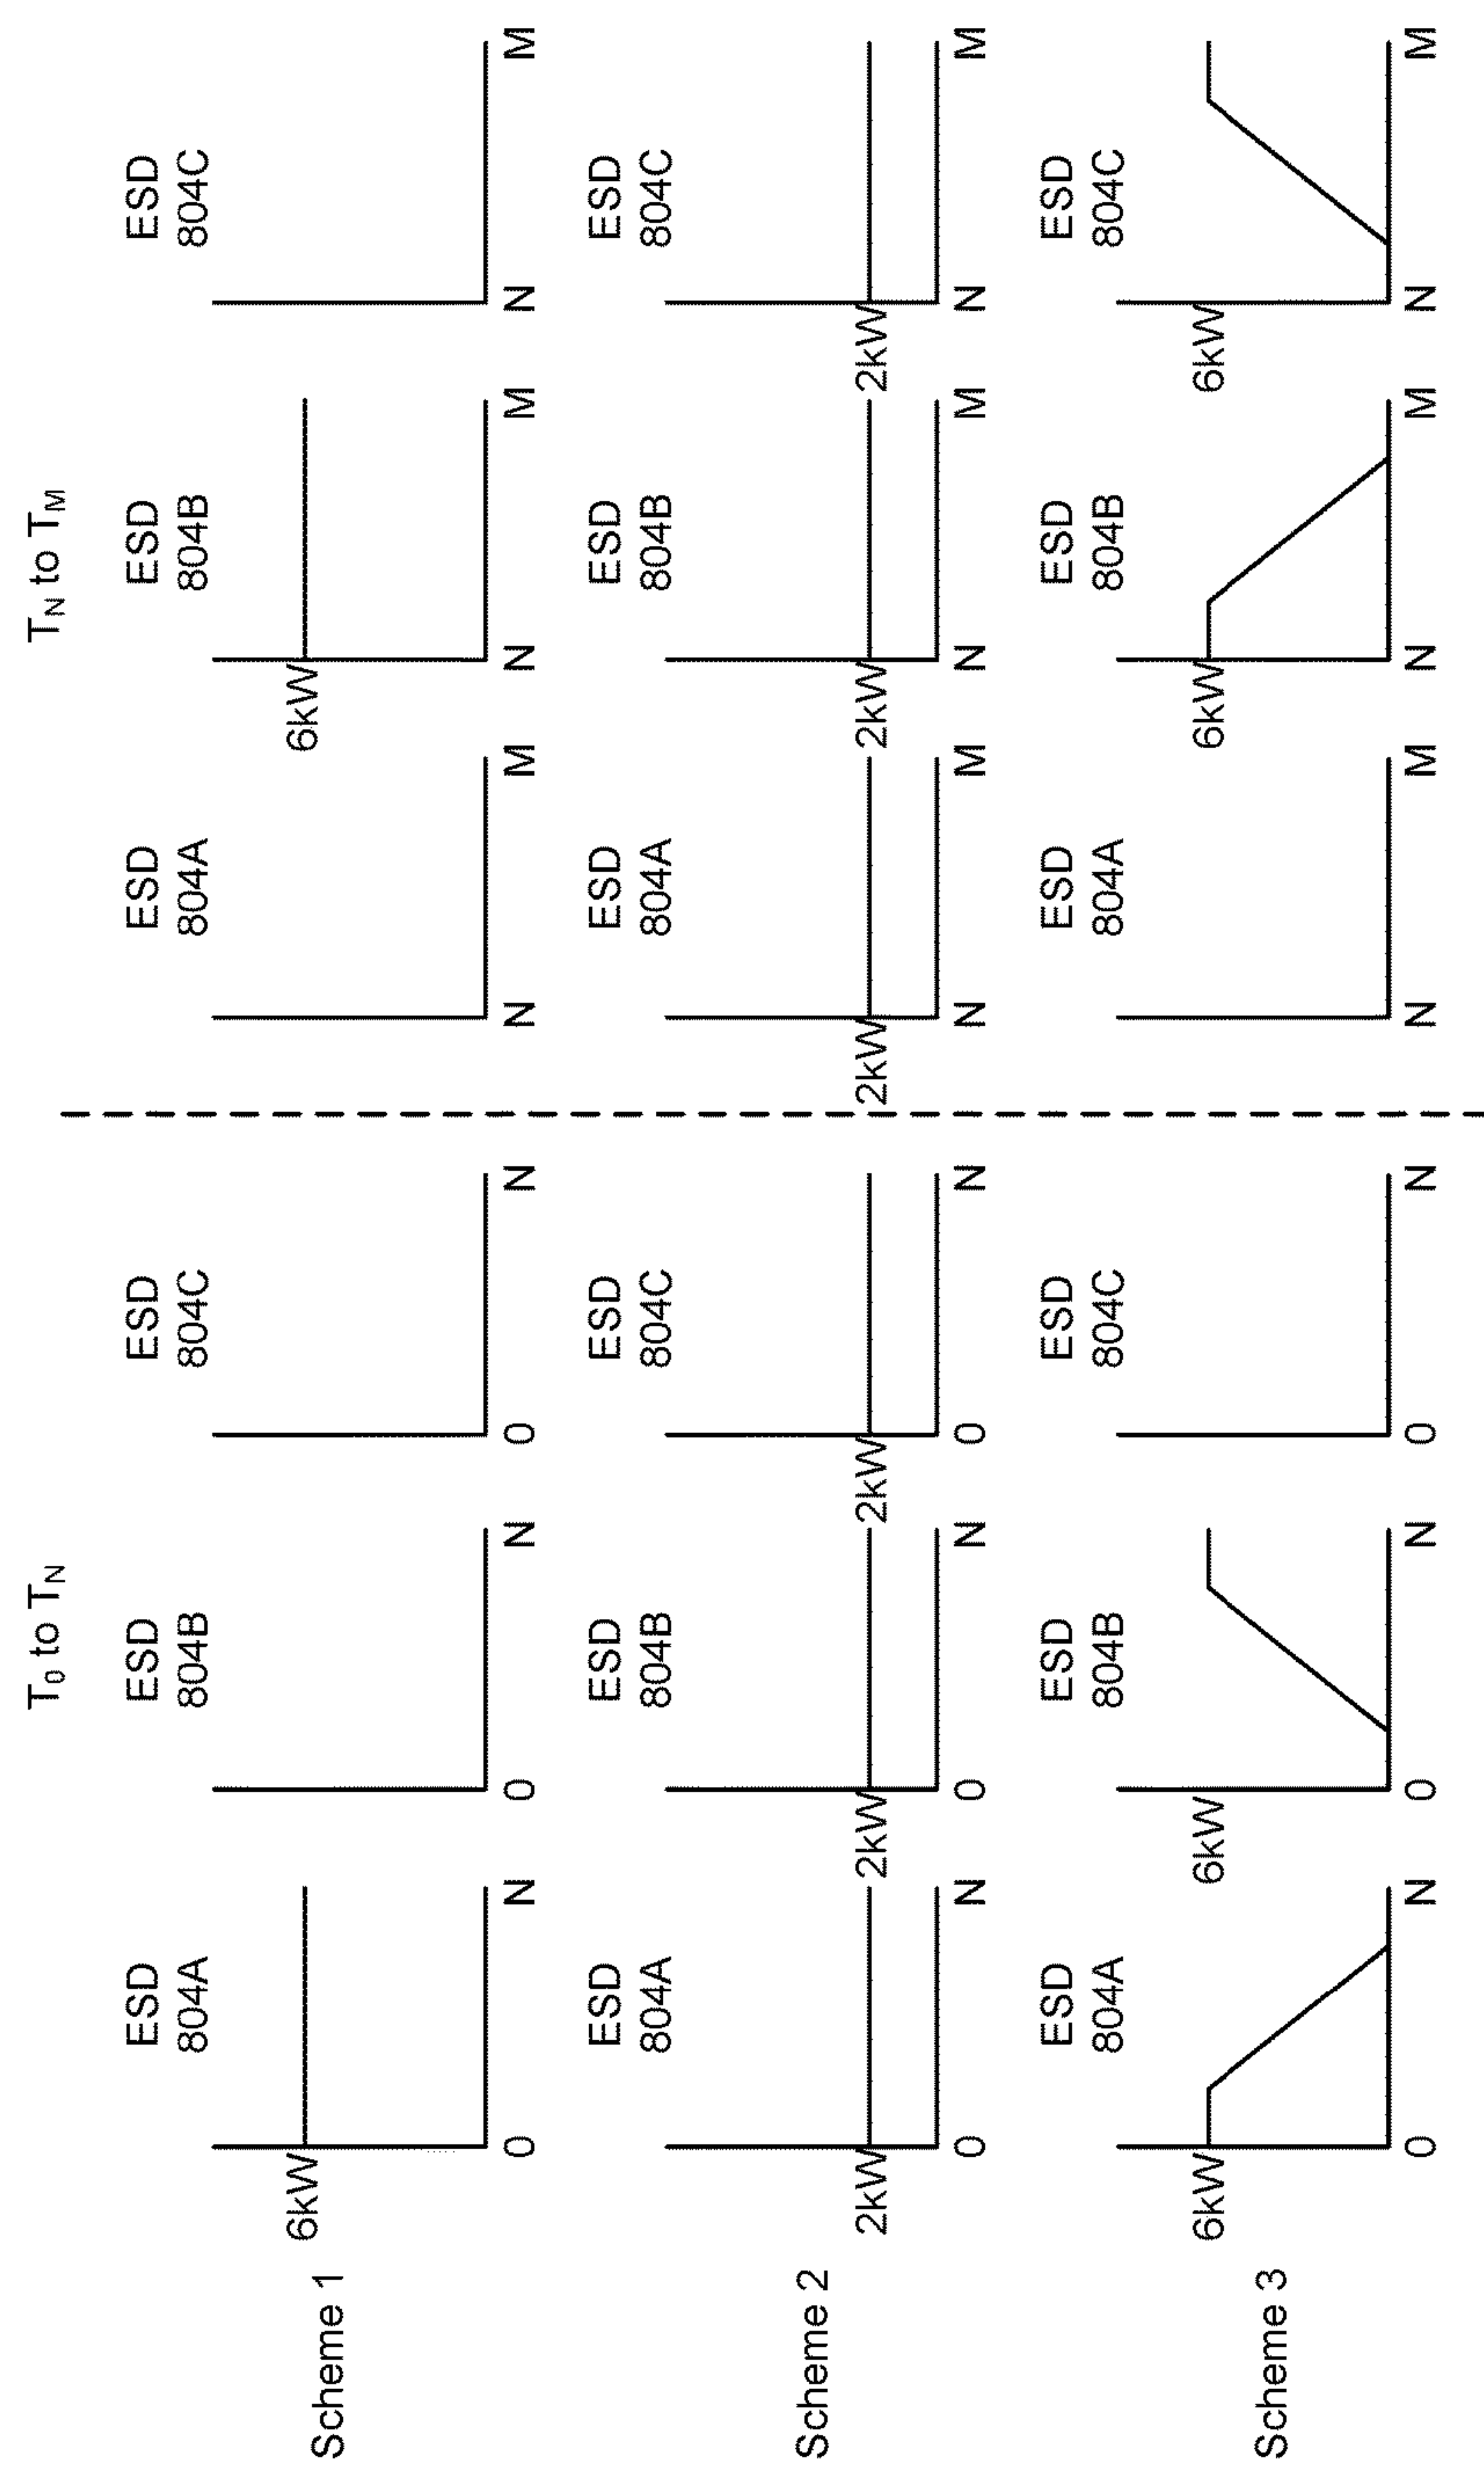 T0 to TN
TN to TM
Scheme 1
ESD
804A
6kW
0
N
ESD
804B
0
N
ESD
804C
0
N
ESD
804A
N
M
ESD
804B
6kW
N
M
ESD
804C
N
M
Scheme 2
ESD
804A
2kW
0
N
ESD
804B
2kW
0
N
ESD
804C
2kW
0
N
ESD
804A
2kW
N
M
ESD
804B
2kW
N
M
ESD
804C
2kW
N
M
Scheme 3
ESD
804A
6kW
0
N
ESD
804B
6kW
0
N
ESD
804C
0
N
ESD
804A
N
M
ESD
804B
6kW
N
M
ESD
804C
6kW
N
M